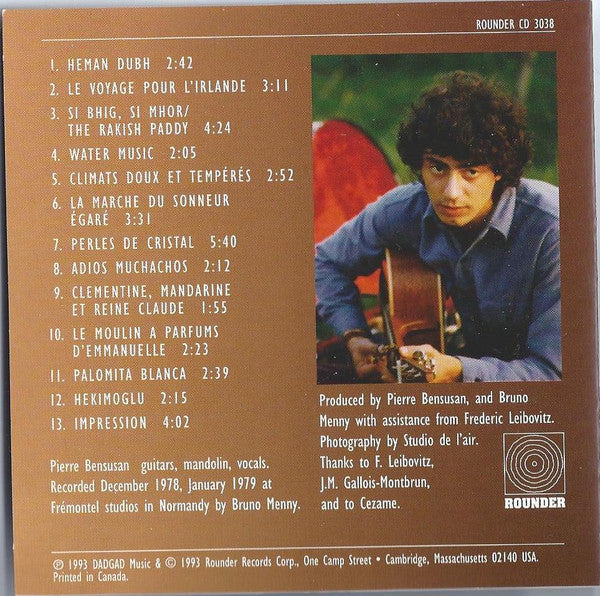 ROUNDER CD 3038
1. HEMAN DUBH 2:42
2. LE VOYAGE POUR L'IRLANDE 3:11
3. SI BHIG, SI MHOR/
THE RAKISH PADDY 4:24
4. WATER MUSIC 2:05
5. CLIMATS DOUX ET TEMPÉRÉS 2:52
6. LA MARCHE DU SONNEUR
ÉGARÉ 3:31
7. PERLES DE CRISTAL 5:40
8. ADIOS MUCHACHOS 2:12
9. CLEMENTINE, MANDARINE
ET REINE CLAUDE 1:55
10. LE MOULIN A PARFUMS
D'EMMANUELLE 2:23
11. PALOMITA BLANCA 2:39
12. HEKIMOGLU 2:15
13. IMPRESSION 4:02
Pierre Bensusan guitars, mandolin, vocals.
Recorded December 1978, January 1979 at
Frémontel studios in Normandy by Bruno Menny.
Produced by Pierre Bensusan, and Bruno
Menny with assistance from Frederic Leibovitz.
Photography by Studio de l'air.
Thanks to F. Leibovitz,
J.M. Gallois-Montbrun,
and to Cezame.
ROUNDER
℗ 1993 DADGAD Music & © 1993 Rounder Records Corp., One Camp Street • Cambridge, Massachusetts 02140 USA.
Printed in Canada.